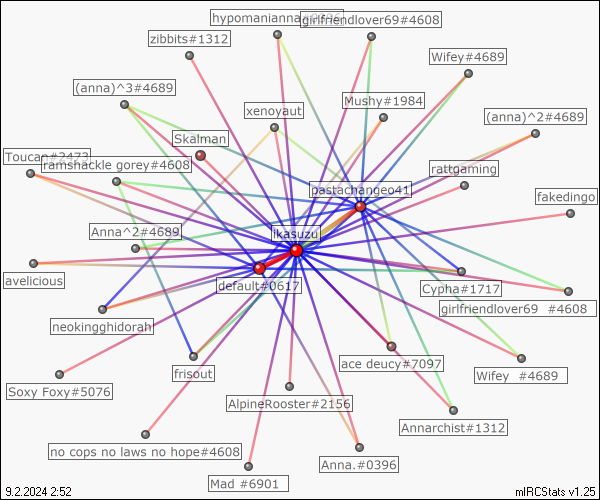 hypomanianna
girlfriendlover69#4608
zibbits#1312
Wifey#4689
(anna)^3#4689
Mushy#1984
xenoyaut
(anna)^2#4689
Skalman
Toucan#2473
ramshackle gorey#4608
rattgaming
pastachangeo41
fakedingo
Anna^2#4689
ikasuzu
avelicious
default#0617
Cypha#1717
girlfriendlover69 #4608
neokingghidorah
ace deucy#7097
frisout
Wifey #4689
Soxy Foxy#5076
AlpineRooster#2156
Annarchist#1312
no cops no laws no hope#4608
Anna.#0396
Mad #6901
9.2.2024 2:52
mIRCStats v1.25